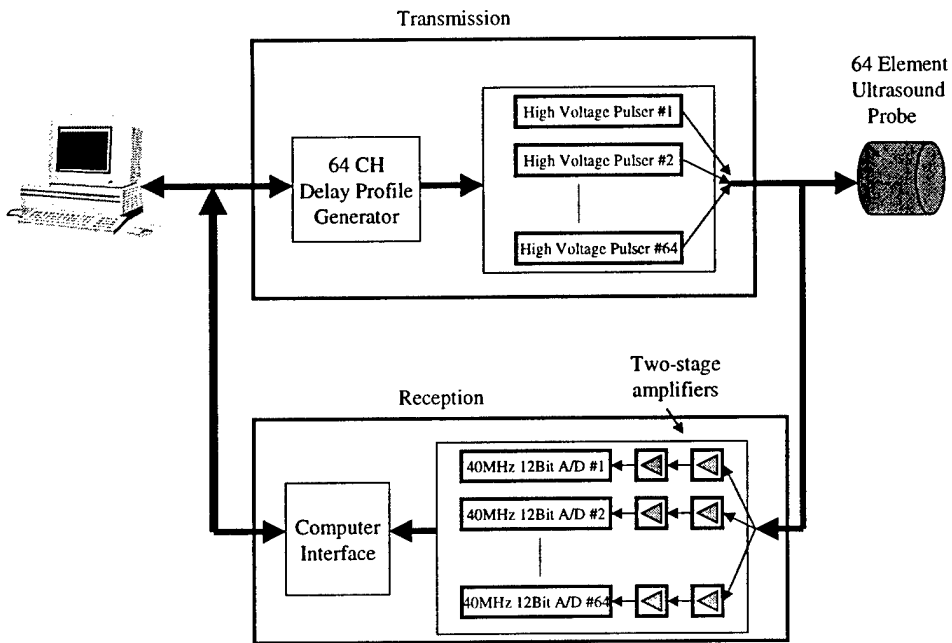 Transmission
64 Element
Ultrasound
Probe
64 CH
Delay Profile
Generator
High Voltage Pulser #1
High Voltage Pulser #2
High Voltage Pulser #64
Two-stage
amplifiers
Reception
Computer
Interface
40MHz 12Bit A/D #1
40MHz 12Bit A/D #2
40MHz 12Bit A/D #64